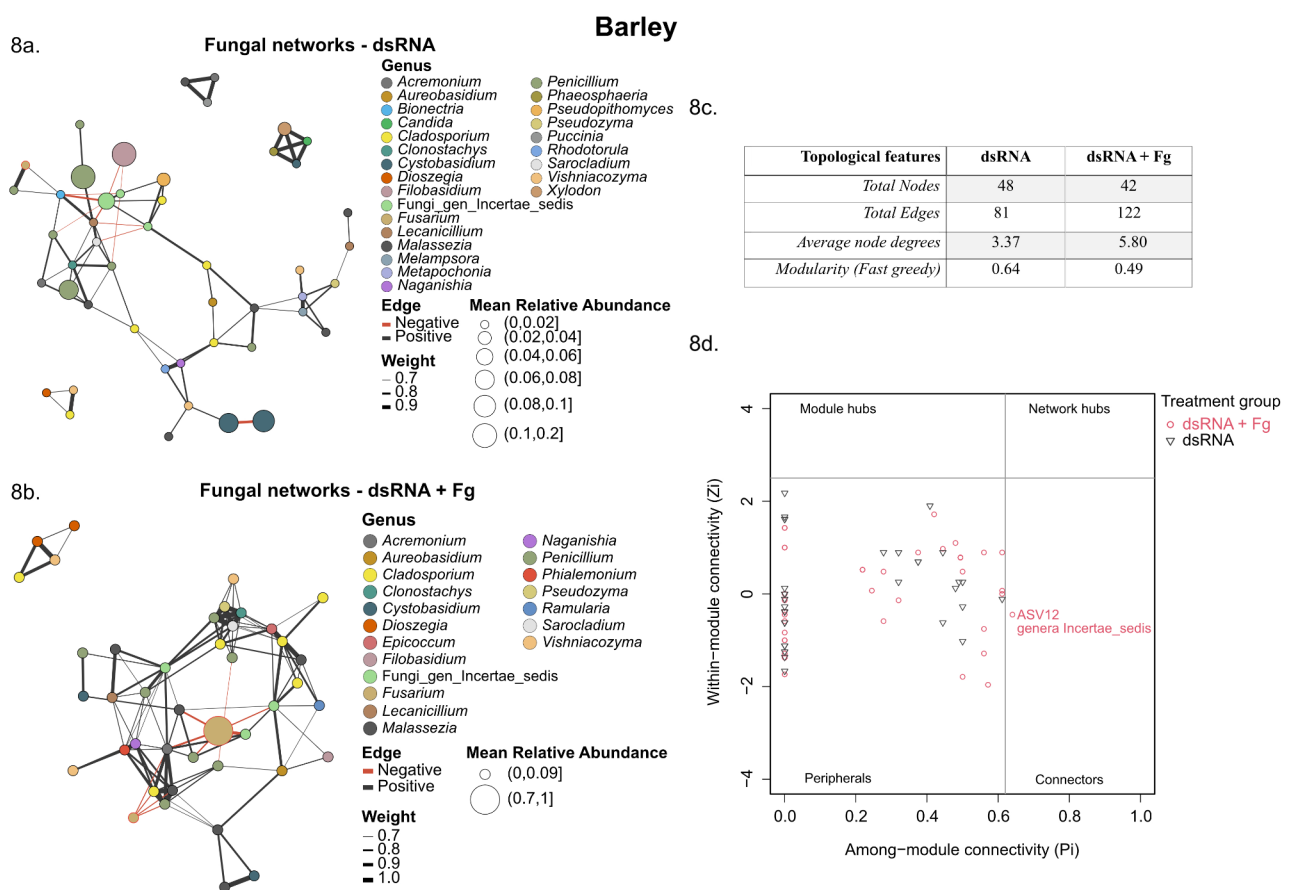 Barley
8a.
Fungal networks - dsRNA
Genus
Acremonium
Aureobasidium
Bionectria
Candida
Cladosporium
Clonostachys
Cystobasidium
Dioszegia
Filobasidium
Fungi_gen_Incertae_sedis
Fusarium
Lecanicillium
Malassezia
Melampsora
Metapochonia
Naganishia
Penicillium
Phaeosphaeria
Pseudopithomyces
Pseudozyma
Puccinia
Rhodotorula
Sarocladium
Vishniacozyma
Xylodon
Edge
Negative
Positive
Weight
0.7
0.8
0.9
Mean Relative Abundance
(0,0.02]
(0.02,0.04]
(0.04,0.06]
(0.06,0.08]
(0.08,0.1]
(0.1,0.2]
8b.
Fungal networks - dsRNA + Fg
Genus
Acremonium
Aureobasidium
Cladosporium
Clonostachys
Cystobasidium
Dioszegia
Epicoccum
Filobasidium
Fungi_gen_Incertae_sedis
Fusarium
Lecanicillium
Malassezia
Naganishia
Penicillium
Phialemonium
Pseudozyma
Ramularia
Sarocladium
Vishniacozyma
Edge
Negative
Positive
Weight
0.7
0.8
0.9
1.0
Mean Relative Abundance
(0,0.09]
(0.7,1]
8c.
Topological features dsRNA dsRNA + Fg
Total Nodes 48 42
Total Edges 81 122
Average node degrees 3.37 5.80
Modularity (Fast greedy) 0.64 0.49
8d.
Module hubs Network hubs
Peripherals Connectors
ASV12
genera Incertae_sedis
Within−module connectivity (Zi)
4
2
0
−2
−4
0.0 0.2 0.4 0.6 0.8 1.0
Among−module connectivity (Pi)
Treatment group
dsRNA + Fg
dsRNA